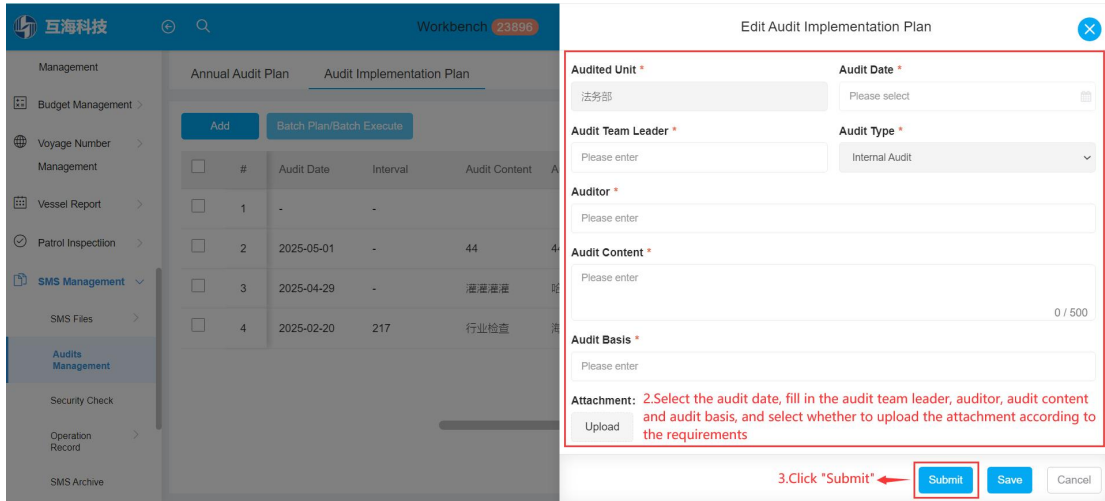 互海科技
Workbench 23896
Edit Audit Implementation Plan
Management
Budget Management
Voyage Number
Management
Vessel Report
Patrol Inspectiion
SMS Management
SMS Files
Audits
Management
Security Check
Operation
Record
SMS Archive
Annual Audit Plan Audit Implementation Plan
Add Batch Plan/Batch Execute
# Audit Date Interval Audit Content A
1 - -
2 2025-05-01 - 44 44
3 2025-04-29 - 灌灌灌灌
4 2025-02-20 217 行业检查
Audited Unit * Audit Date *
法务部 Please select
Audit Team Leader * Audit Type *
Please enter Internal Audit
Auditor *
Please enter
Audit Content *
Please enter
0 / 500
Audit Basis *
Please enter
Attachment: 2.Select the audit date, fill in the audit team leader, auditor, audit content
and audit basis, and select whether to upload the attachment according to
the requirements
Upload
3.Click "Submit" Submit Save Cancel